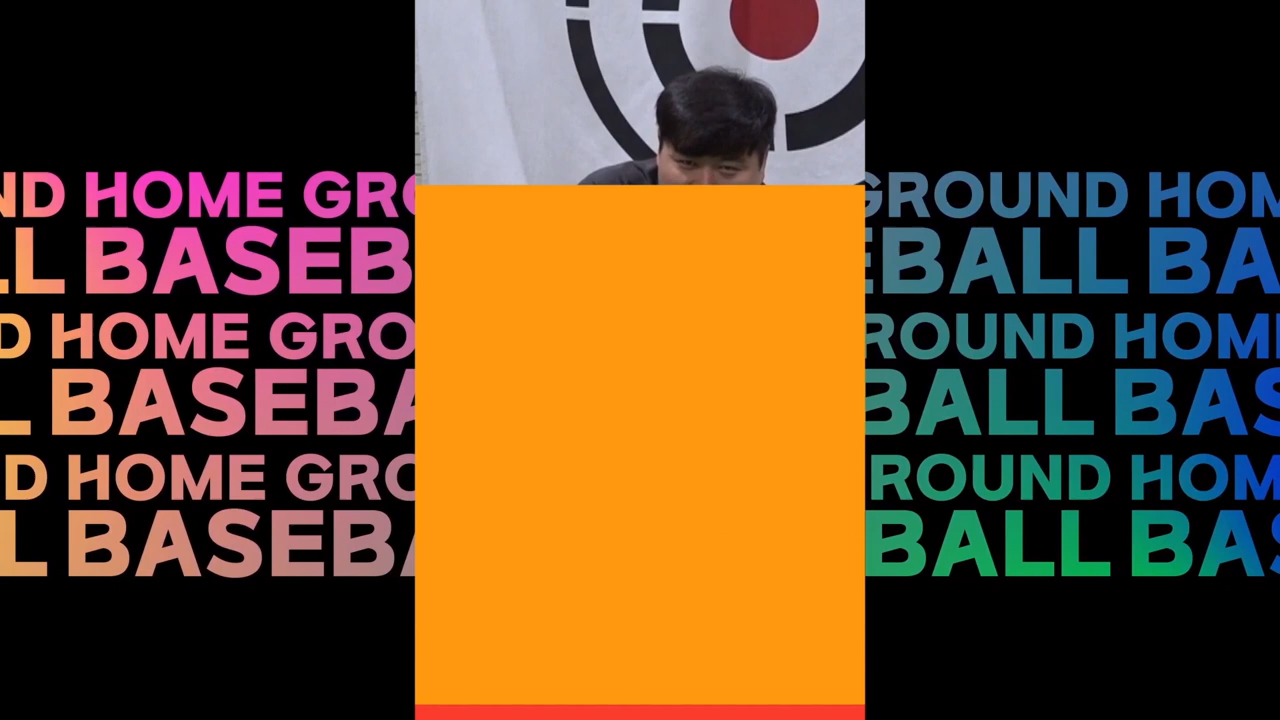 ND HOME GRO GROUND HOM
LL BASEB EBALL BA
D HOME GRO ROUND HOM
L BASEBA BALL BAS
D HOME GRO ROUND HOM
L BASEBA BALL BAS